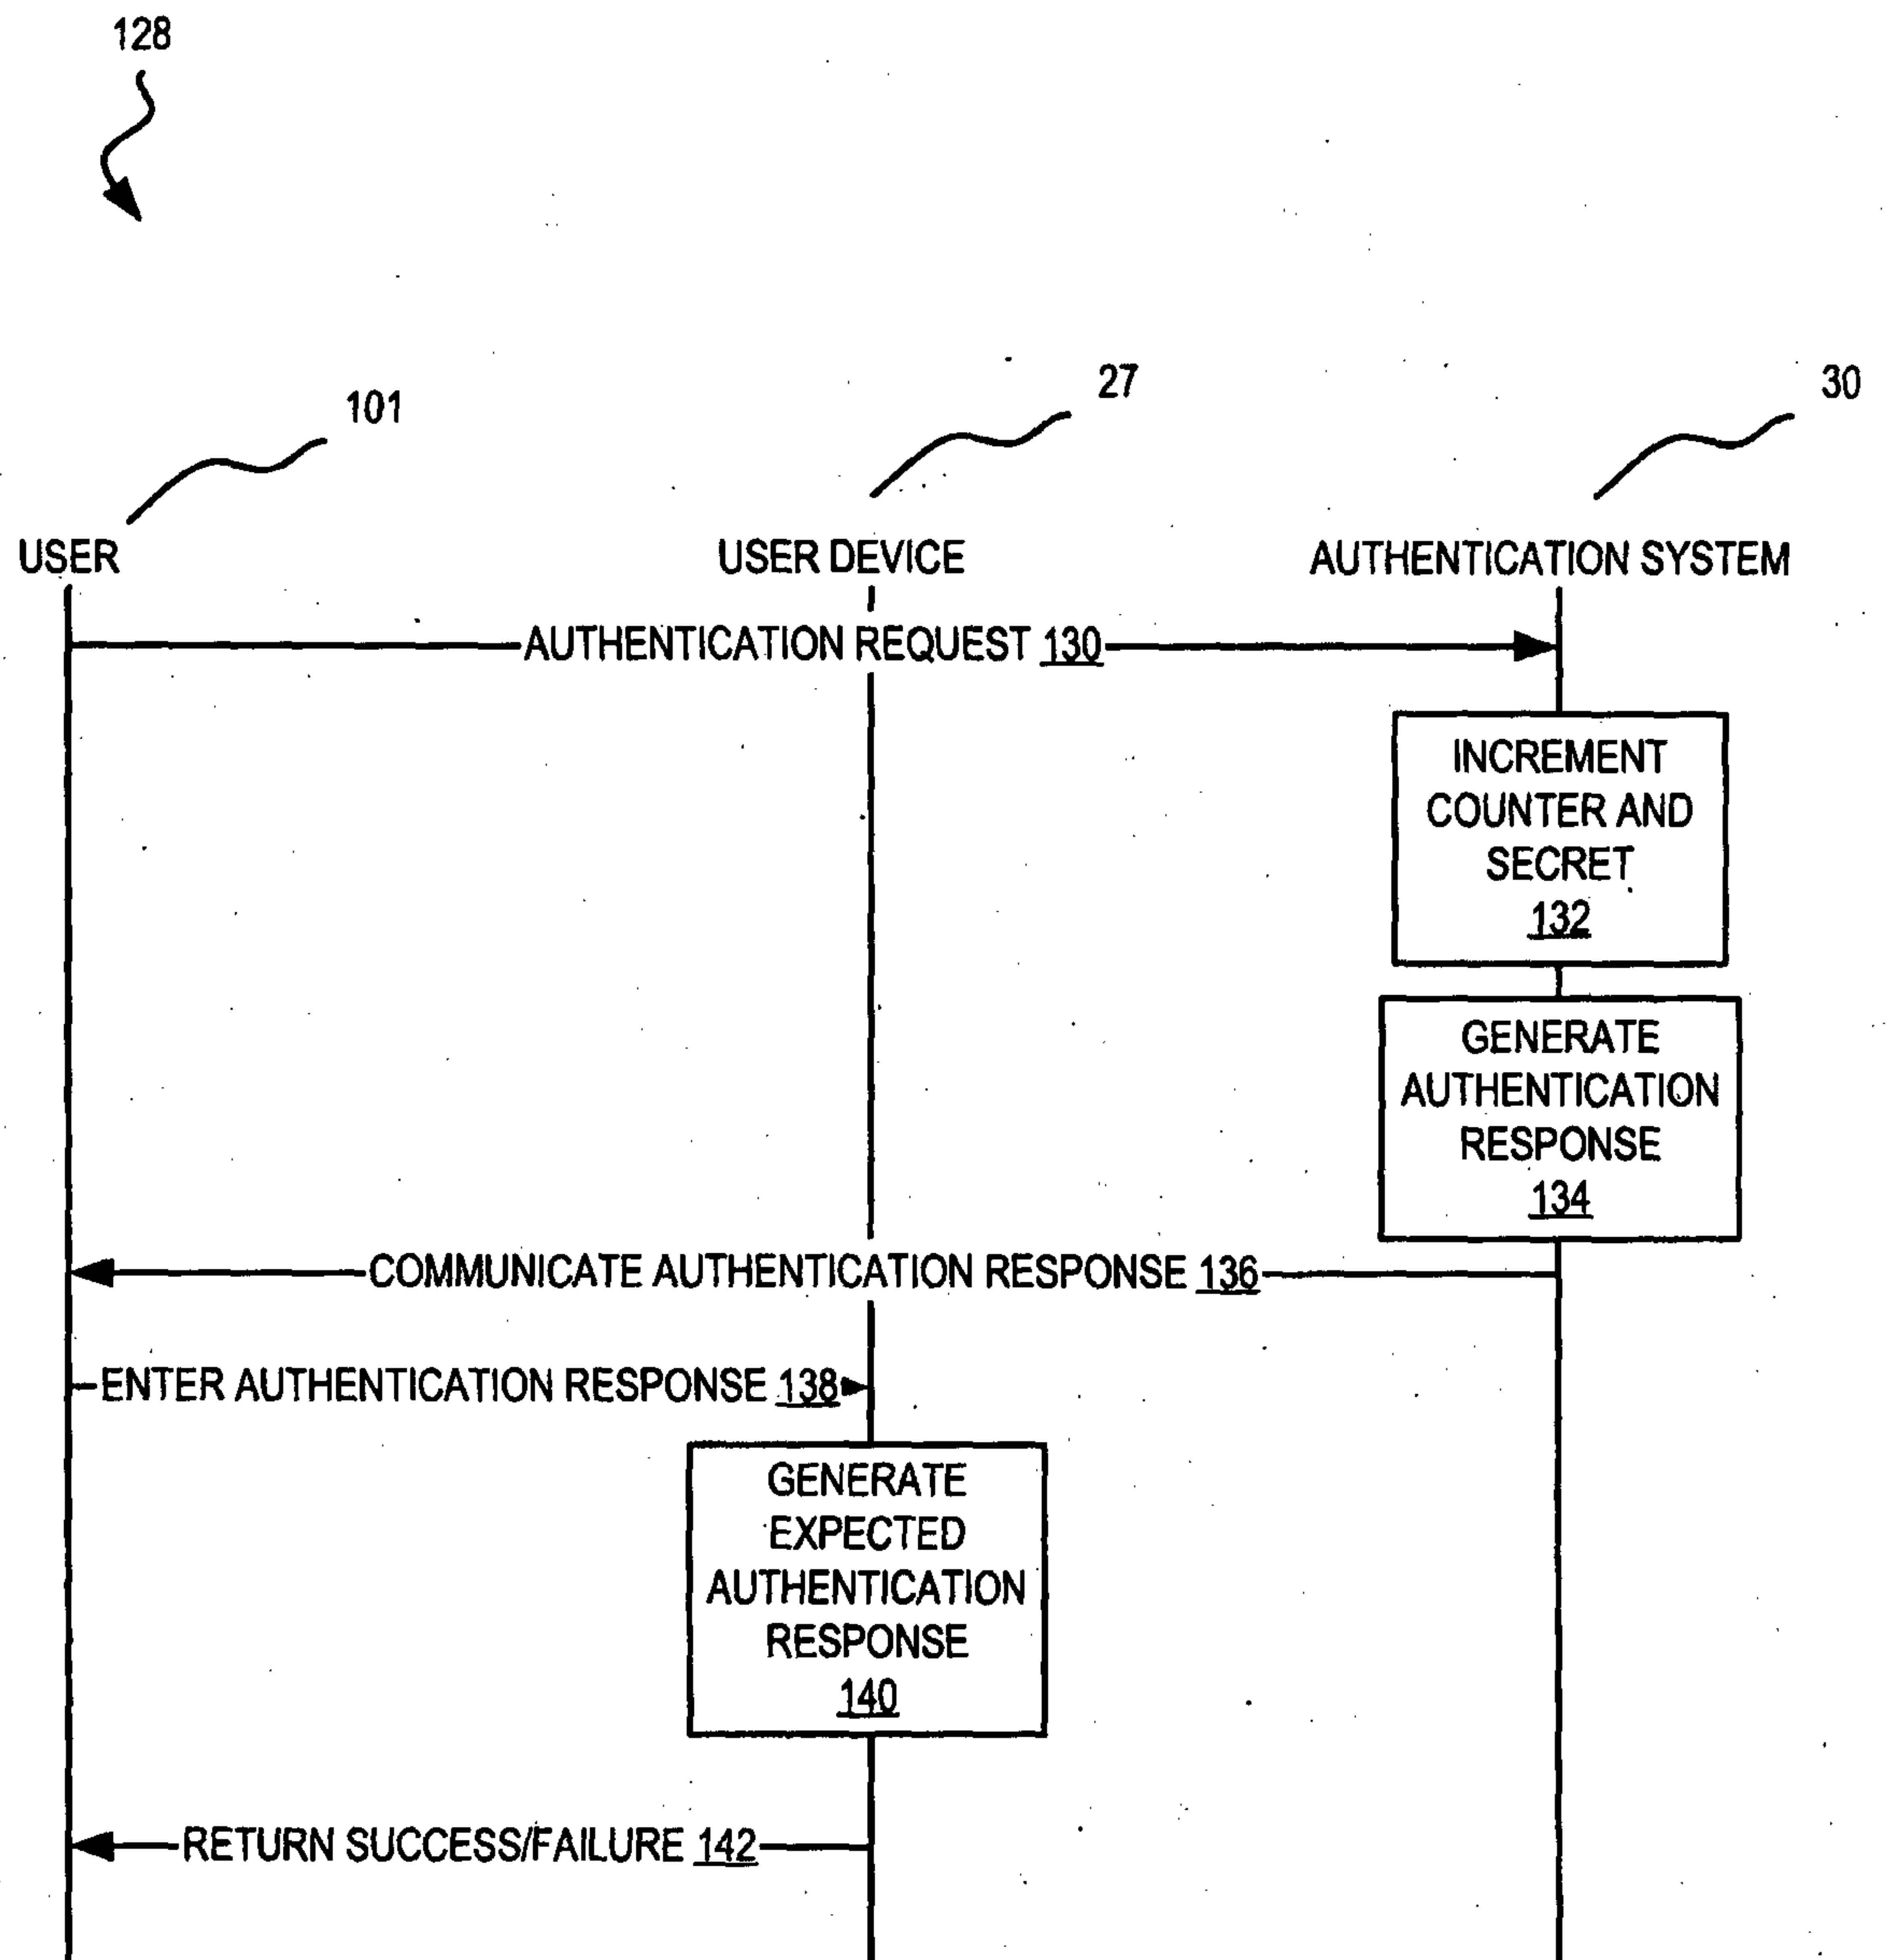 128
101
27
30
USER
USER DEVICE
AUTHENTICATION SYSTEM
AUTHENTICATION REQUEST 130
INCREMENT
COUNTER AND
SECRET
132
GENERATE
AUTHENTICATION
RESPONSE
134
COMMUNICATE AUTHENTICATION RESPONSE 136
ENTER AUTHENTICATION RESPONSE 138
GENERATE
EXPECTED
AUTHENTICATION
RESPONSE
140
RETURN SUCCESS/FAILURE 142